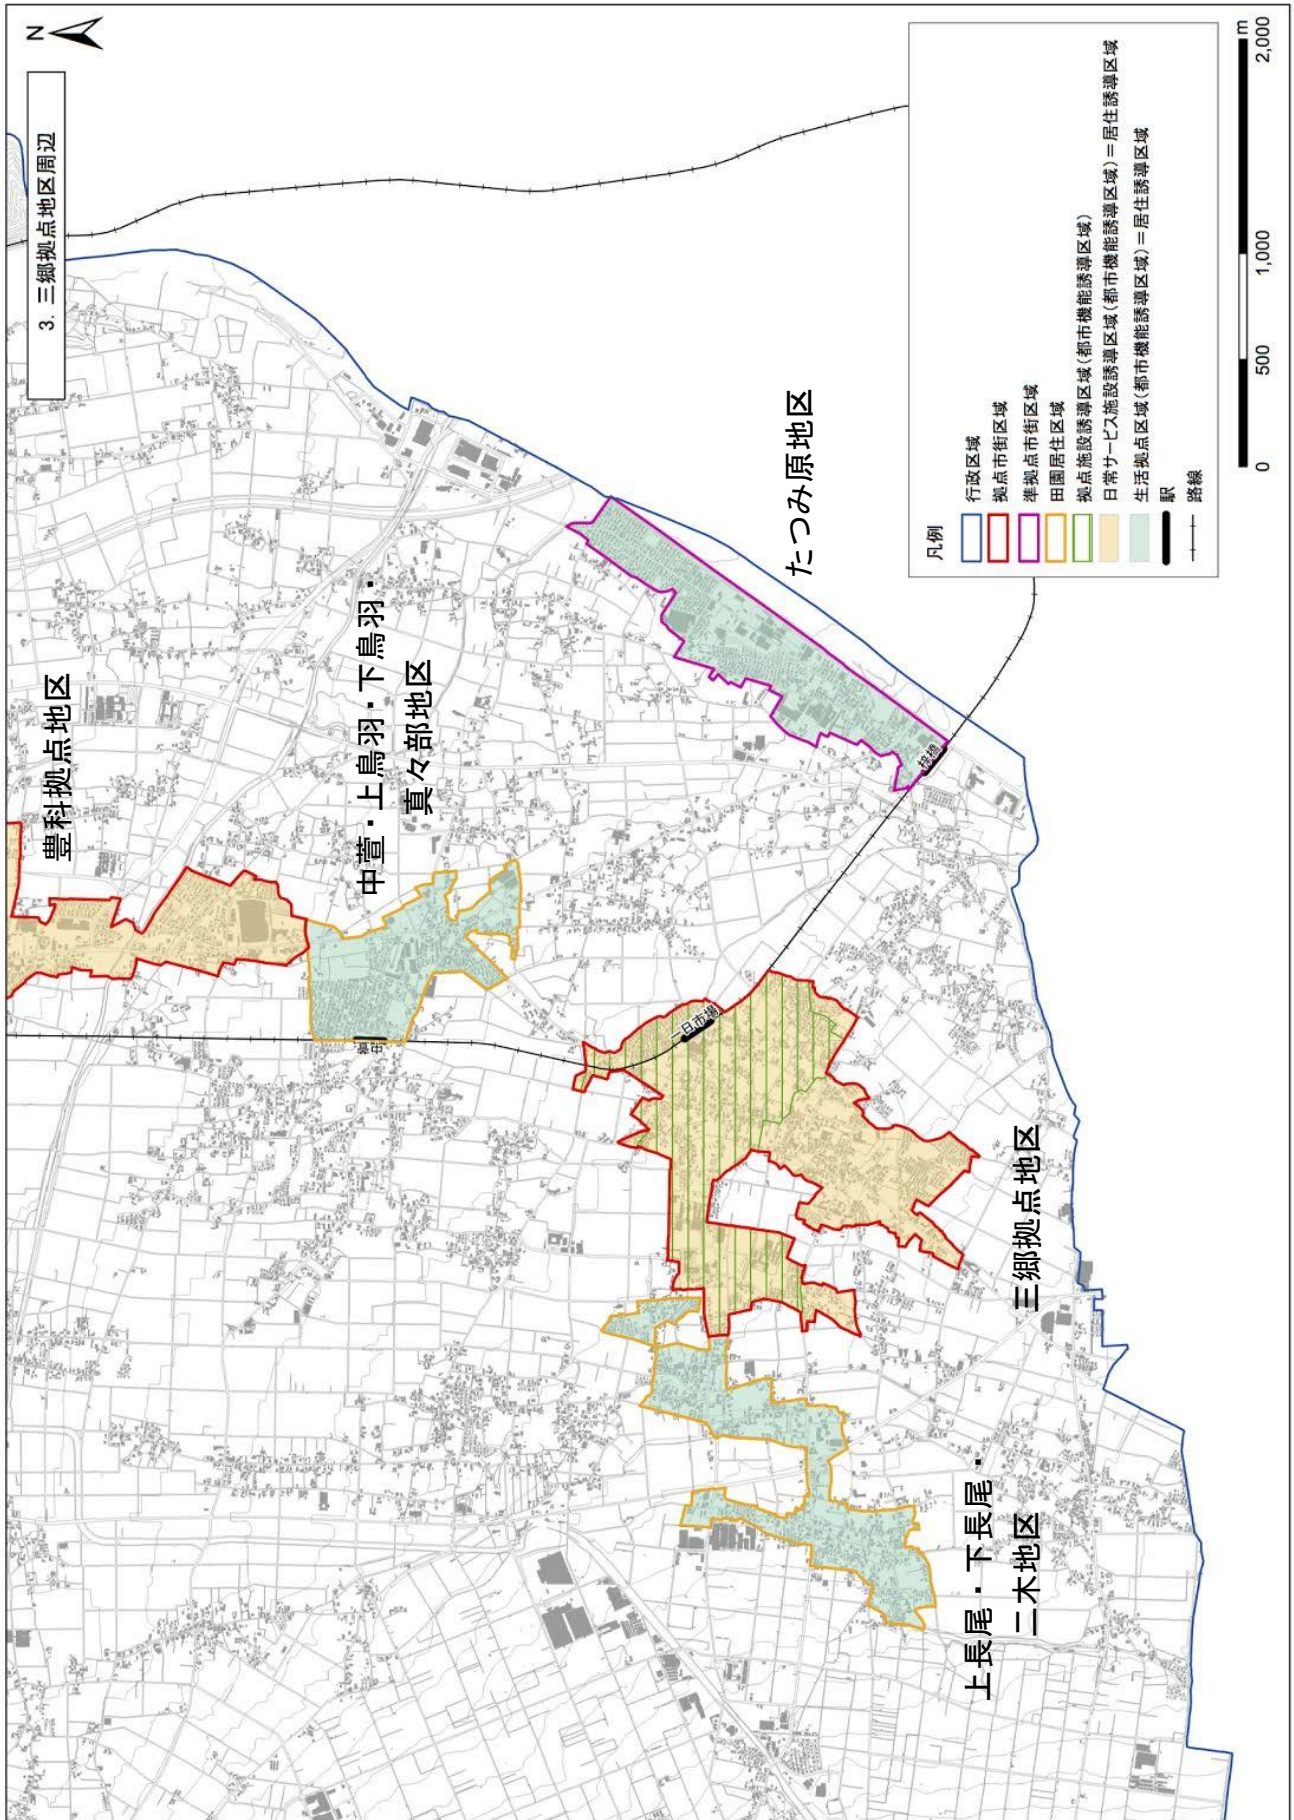 3. 三郷拠点地区周辺
N
豊科拠点地区
中萱・上鳥羽・下鳥羽・
真々部地区
中萱
たつみ原地区
梓橋
一日市場
三郷拠点地区
上長尾・下長尾・
二木地区
凡例
行政区域
拠点市街区域
準拠点市街区域
田園居住区域
拠点施設誘導区域(都市機能誘導区域)
日常サービス施設誘導区域(都市機能誘導区域)=居住誘導区域
生活拠点区域(都市機能誘導区域)=居住誘導区域
駅
路線
0 500 1,000 2,000
m